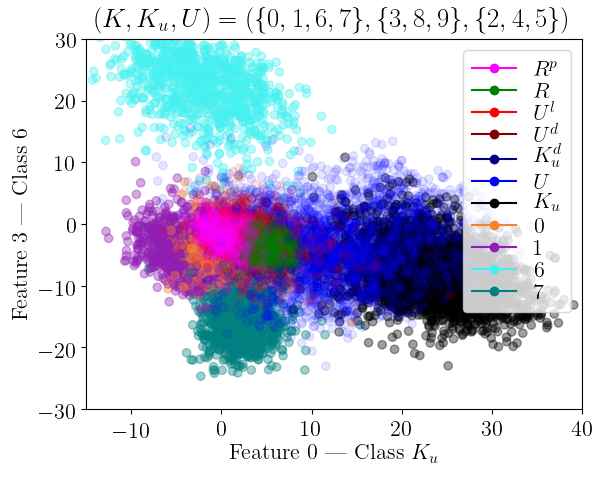 (K, K_u, U) = ({0, 1, 6, 7}, {3, 8, 9}, {2, 4, 5})
30
20
10
0
−10
−20
−30
Feature 3 — Class 6
R^p
R
U^l
U^d
K_u^d
U
K_u
0
1
6
7
−10
0
10
20
30
40
Feature 0 — Class K_u